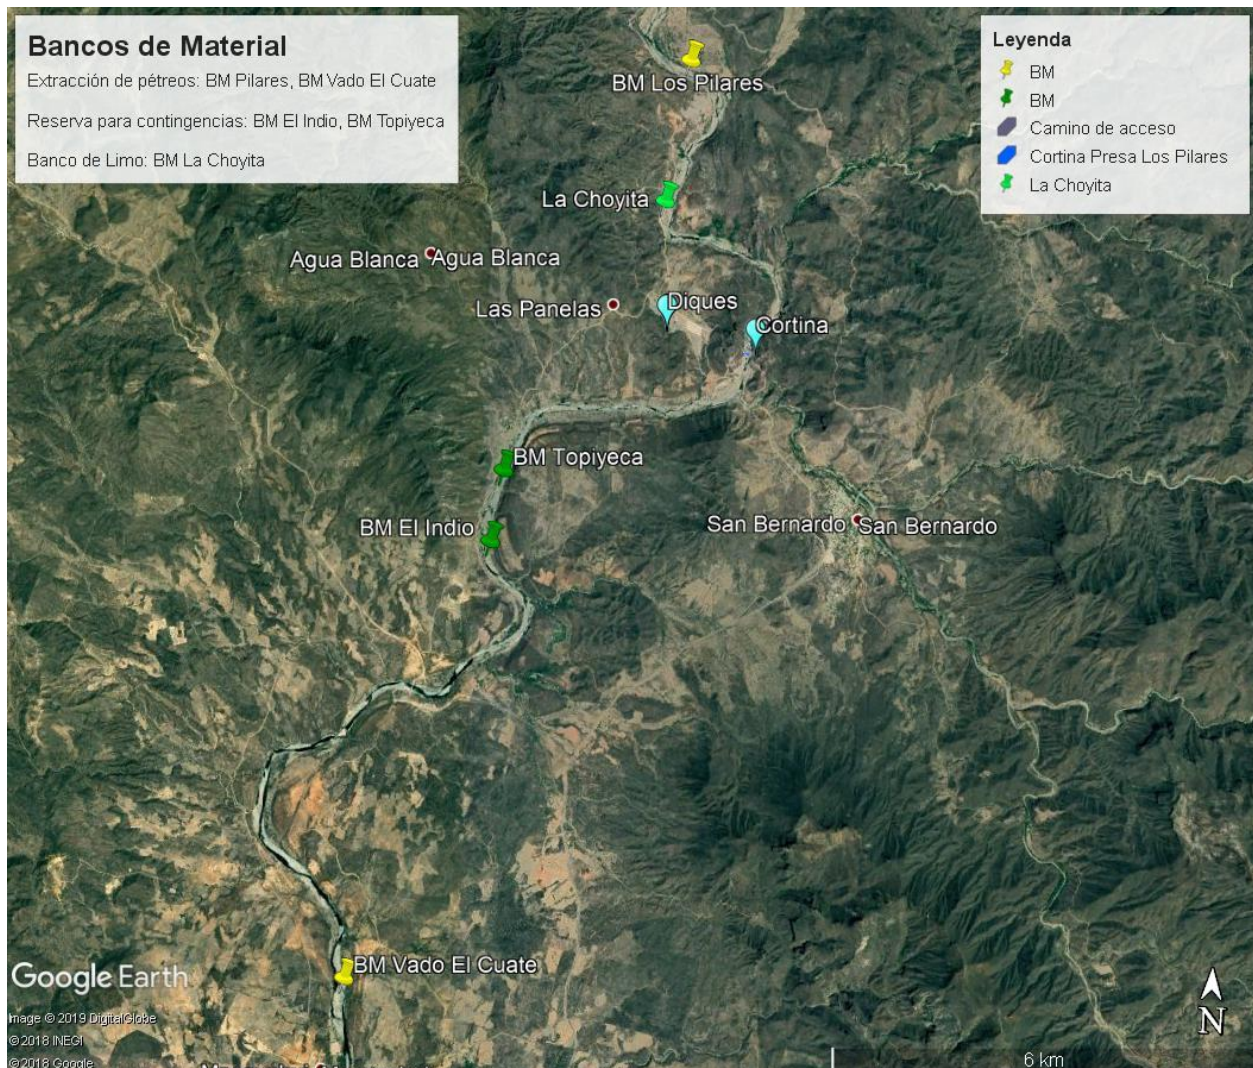 Bancos de Material
Extracción de pétreos: BM Pilares, BM Vado El Cuate
Reserva para contingencias: BM El Indio, BM Topiyeca
Banco de Limo: BM La Choyita
Leyenda
BM
BM
Camino de acceso
Cortina Presa Los Pilares
La Choyita
BM Los Pilares
La Choyita
Agua Blanca Agua Blanca
Las Panelas
Diques
Cortina
BM Topiyeca
BM El Indio
San Bernardo San Bernardo
BM Vado El Cuate
Google Earth
Image © 2019 DigitalGlobe
© 2018 INEGI
© 2018 Google
N
6 km